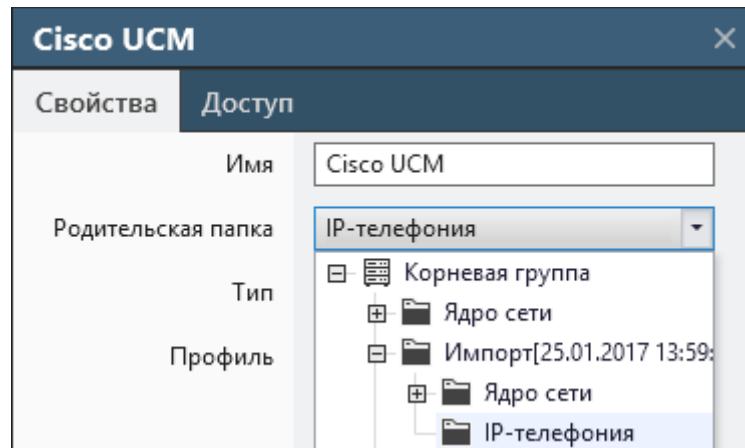 Cisco UCM
Свойства Доступ
Имя Cisco UCM
Родительская папка IP-телефония
Корневая группа
Тип
Ядро сети
Профиль Импорт[25.01.2017 13:59:
Ядро сети
IP-телефония